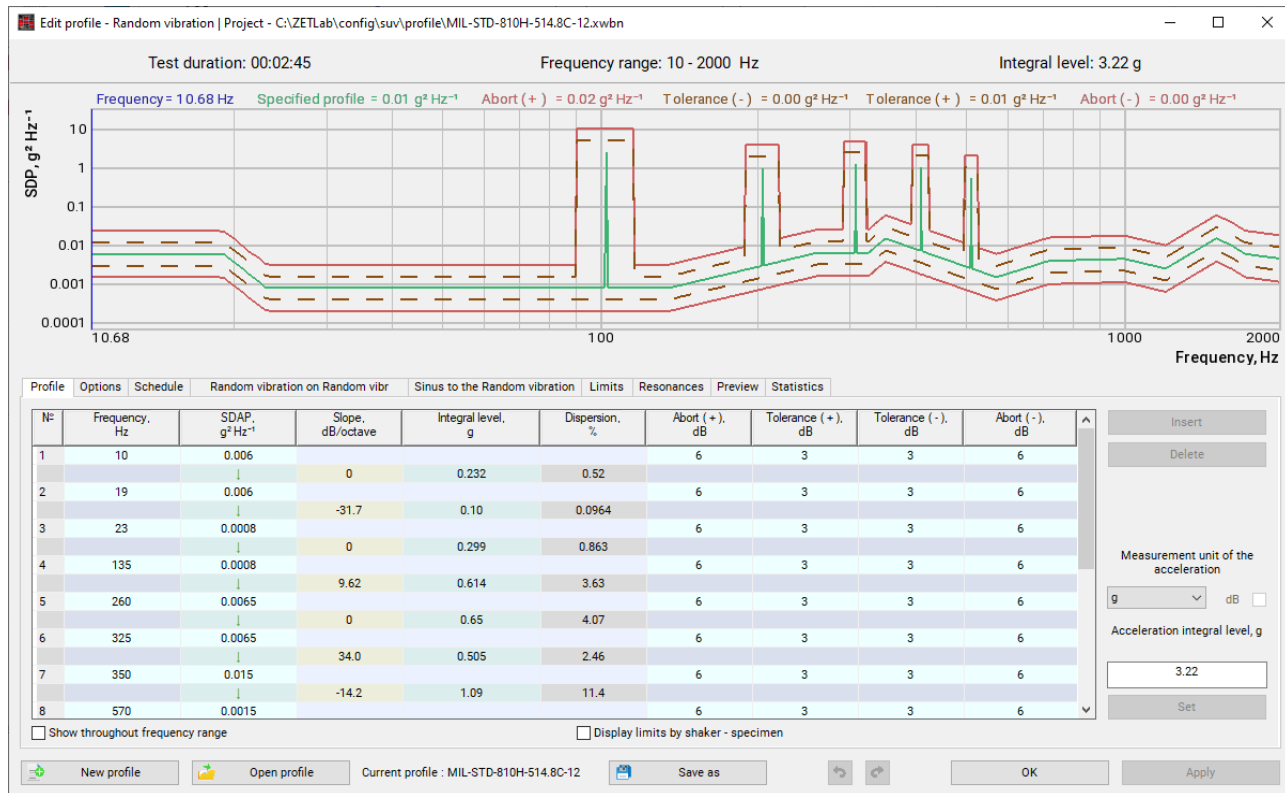 Edit profile - Random vibration | Project - C:\ZETLab\config\suv\profile\MIL-STD-810H-514.8C-12.xwbn
Test duration: 00:02:45 Frequency range: 10 - 2000 Hz Integral level: 3.22 g
Frequency = 10.68 Hz Specified profile = 0.01 g² Hz⁻¹ Abort ( + ) = 0.02 g² Hz⁻¹ Tolerance ( - ) = 0.00 g² Hz⁻¹ Tolerance ( + ) = 0.01 g² Hz⁻¹ Abort ( - ) = 0.00 g² Hz⁻¹
SDP, g² Hz⁻¹
10
1
0.1
0.01
0.001
0.0001
10.68 100 1000 2000
Frequency, Hz
Profile Options Schedule Random vibration on Random vibr Sinus to the Random vibration Limits Resonances Preview Statistics
Nº Frequency, Hz SDAP, g² Hz⁻¹ Slope, dB/octave Integral level, g Dispersion, % Abort ( + ), dB Tolerance ( + ), dB Tolerance ( - ), dB Abort ( - ), dB
1 10 0.006 6 3 3 6
↓ 0 0.232 0.52
2 19 0.006 6 3 3 6
↓ -31.7 0.10 0.0964
3 23 0.0008 6 3 3 6
↓ 0 0.299 0.863
4 135 0.0008 6 3 3 6
↓ 9.62 0.614 3.63
5 260 0.0065 6 3 3 6
↓ 0 0.65 4.07
6 325 0.0065 6 3 3 6
↓ 34.0 0.505 2.46
7 350 0.015 6 3 3 6
↓ -14.2 1.09 11.4
8 570 0.0015 6 3 3 6
Insert
Delete
Measurement unit of the
acceleration
g dB
Acceleration integral level, g
3.22
Set
Show throughout frequency range Display limits by shaker - specimen
New profile Open profile Current profile : MIL-STD-810H-514.8C-12 Save as OK Apply